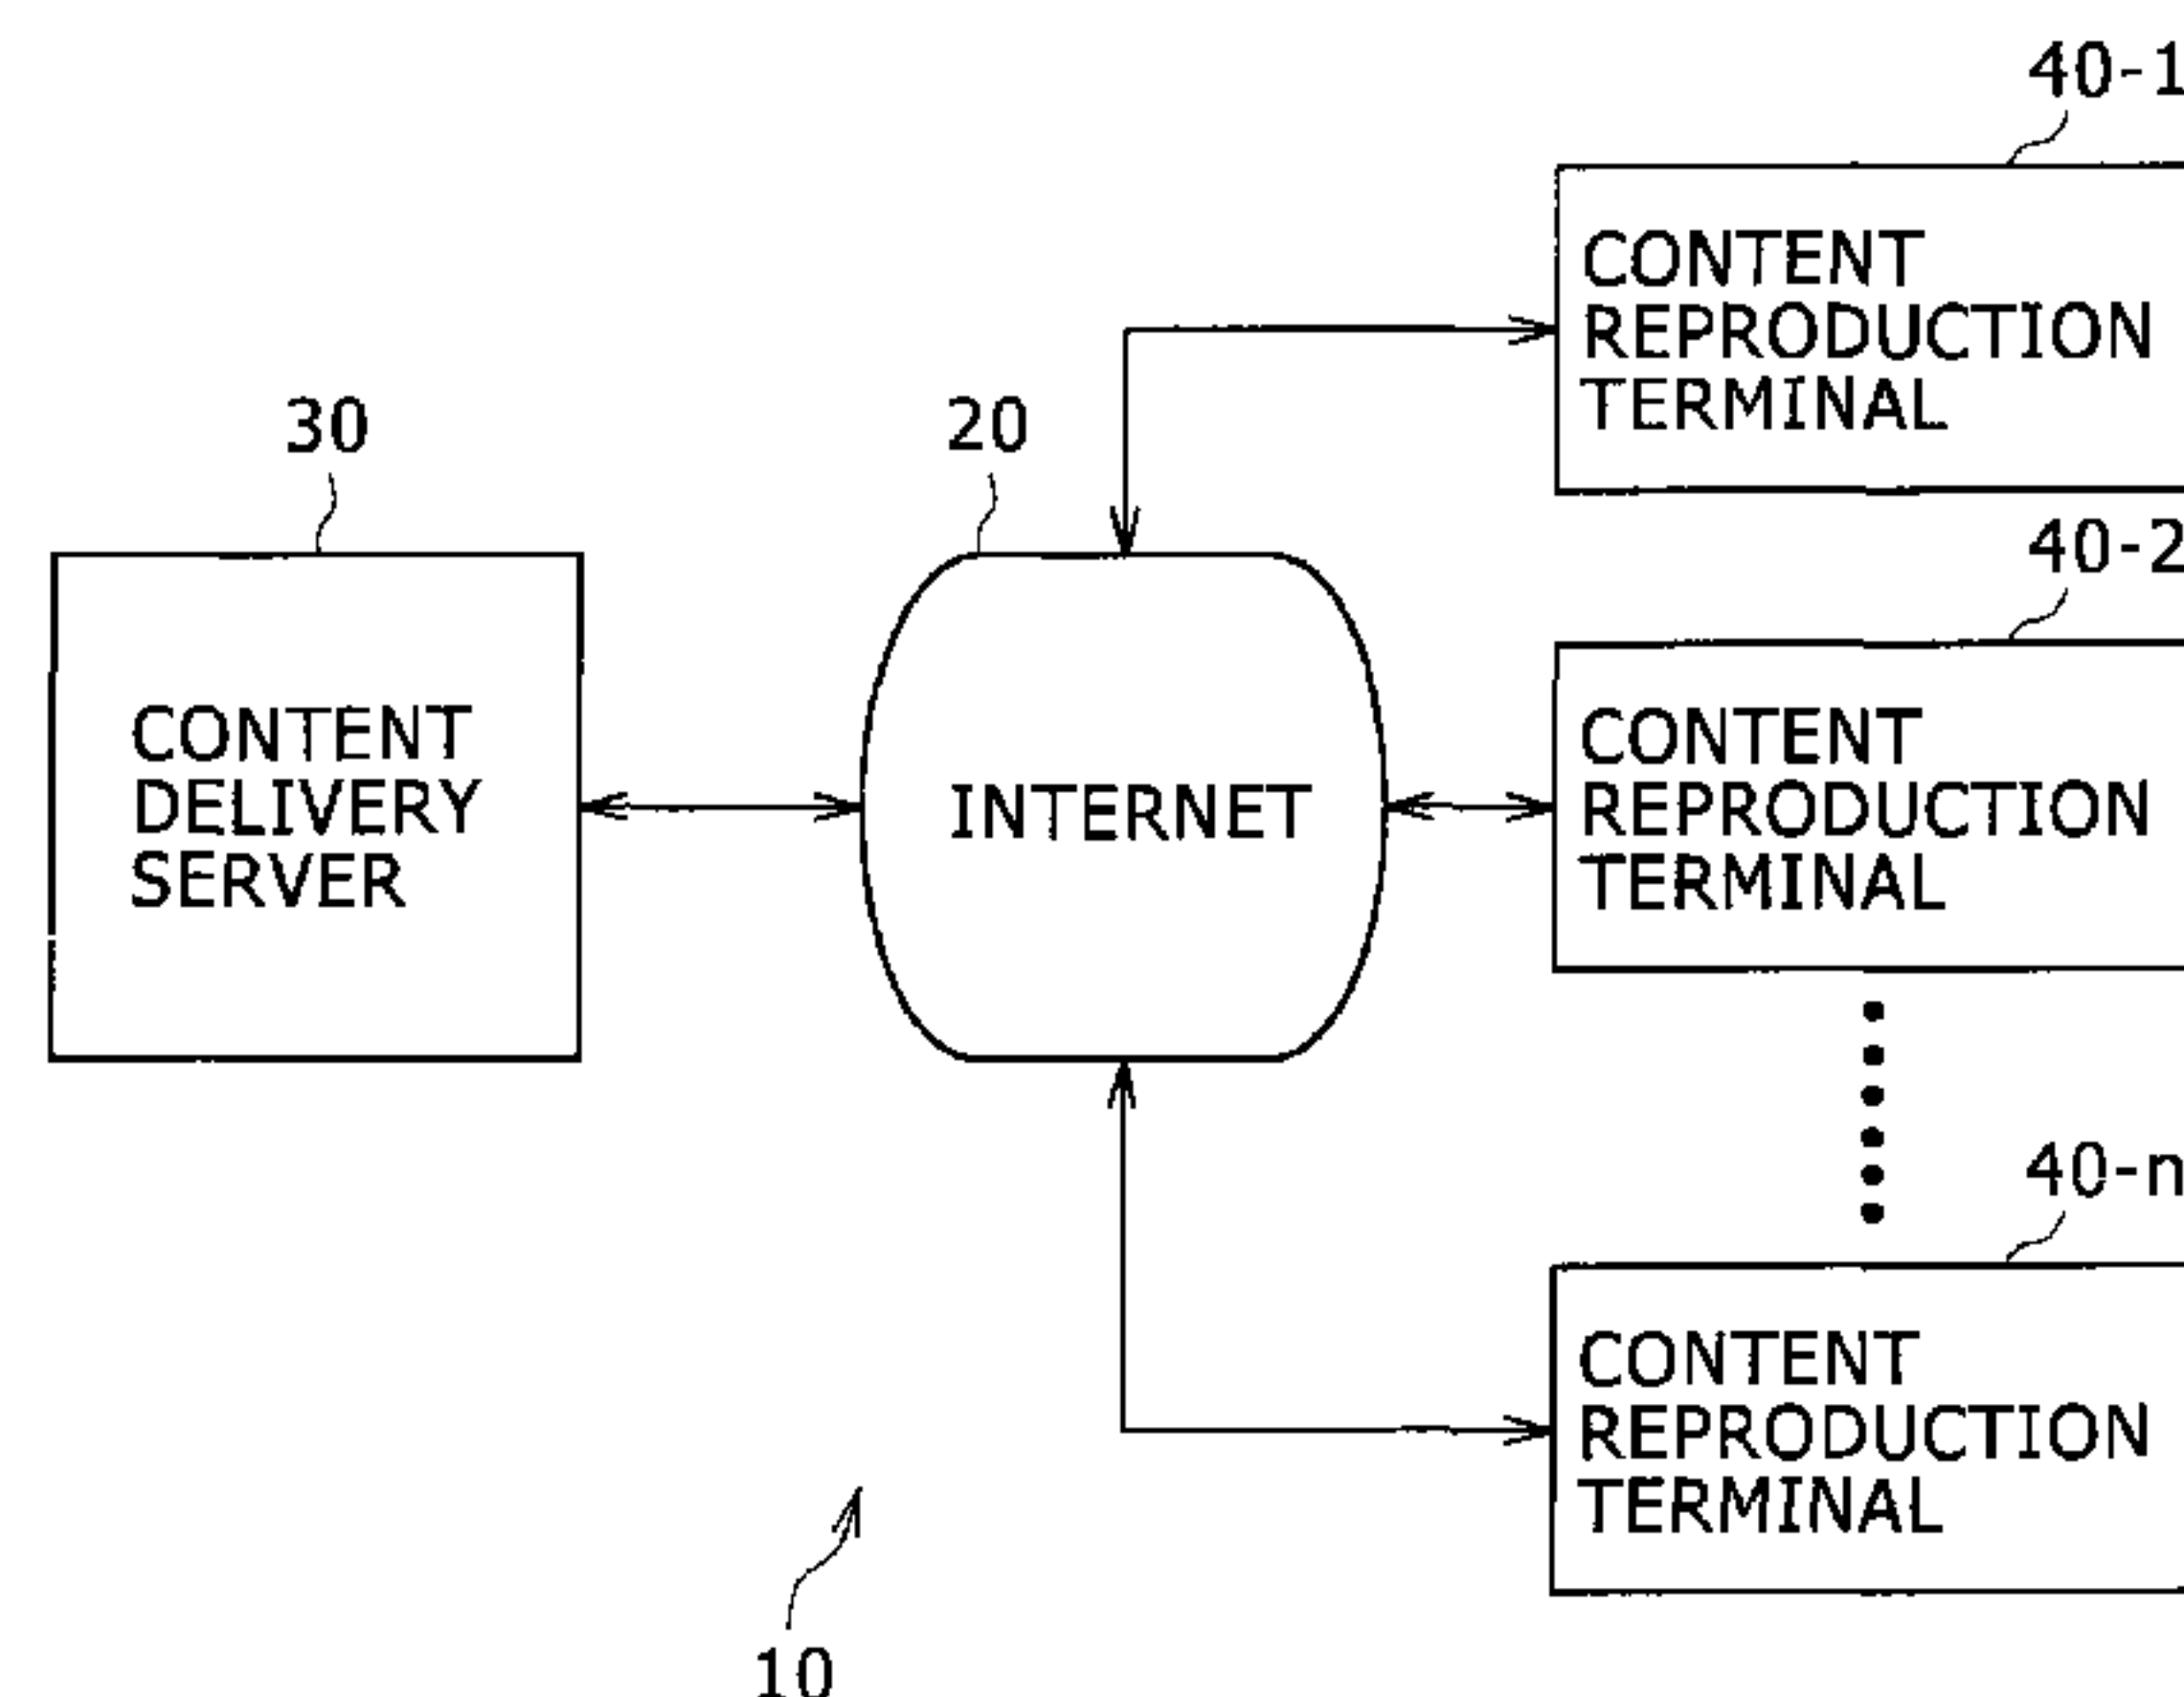 40-1
CONTENT
REPRODUCTION
TERMINAL
30
20
40-2
CONTENT
DELIVERY
SERVER
INTERNET
CONTENT
REPRODUCTION
TERMINAL
40-n
CONTENT
REPRODUCTION
TERMINAL
10